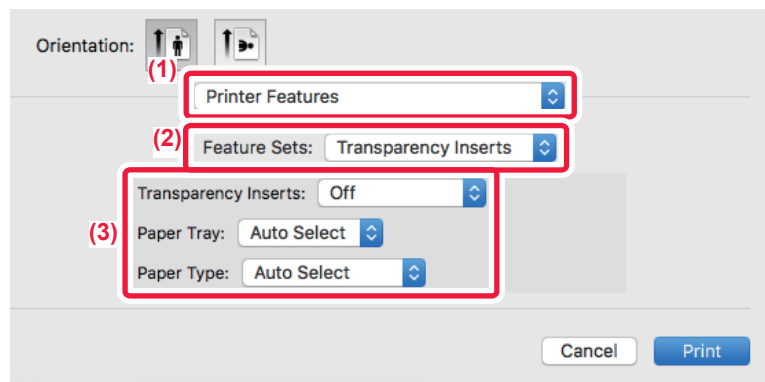 Orientation:
(1)
Printer Features
(2) Feature Sets: Transparency Inserts
Transparency Inserts: Off
(3) Paper Tray: Auto Select
Paper Type: Auto Select
Cancel Print